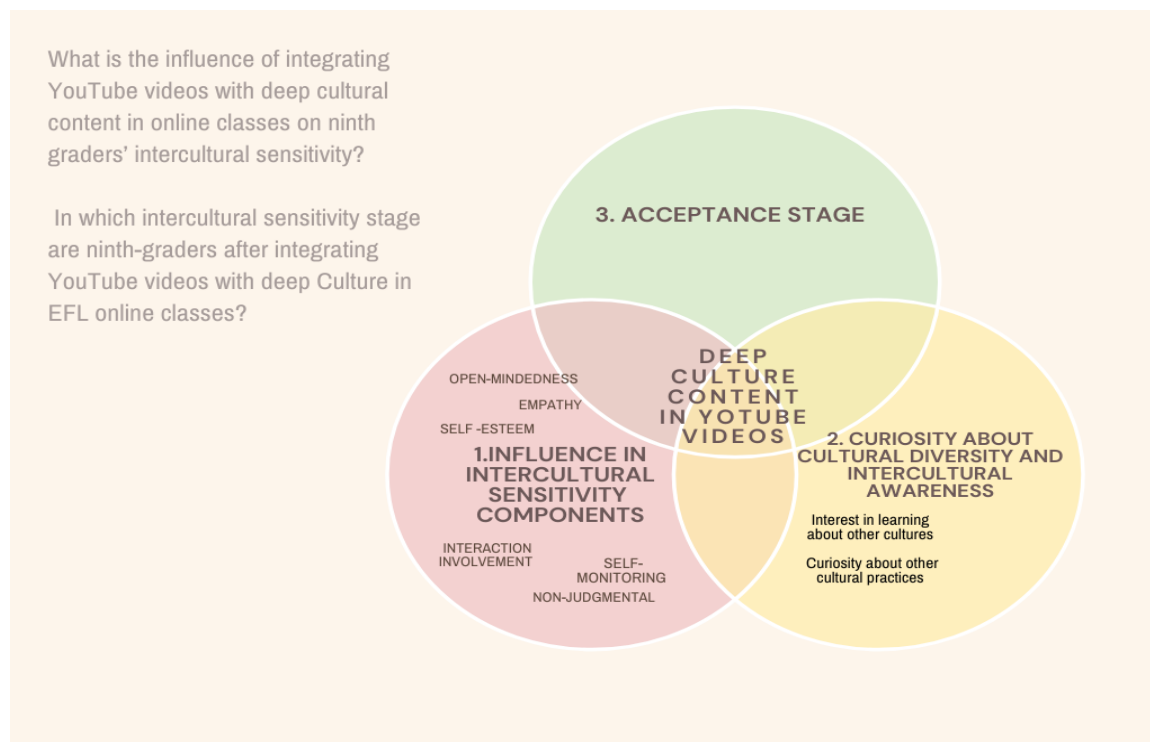 What is the influence of integrating
YouTube videos with deep cultural
content in online classes on ninth
graders' intercultural sensitivity?
In which intercultural sensitivity stage
are ninth-graders after integrating
YouTube videos with deep Culture in
EFL online classes?
3. ACCEPTANCE STAGE
DEEP
CULTURE
CONTENT
IN YOTUBE
VIDEOS
OPEN-MINDEDNESS
EMPATHY
SELF -ESTEEM
1.INFLUENCE IN
INTERCULTURAL
SENSITIVITY
COMPONENTS
INTERACTION
INVOLVEMENT
SELF-
MONITORING
NON-JUDGMENTAL
2. CURIOSITY ABOUT
CULTURAL DIVERSITY AND
INTERCULTURAL
AWARENESS
Interest in learning
about other cultures
Curiosity about other
cultural practices